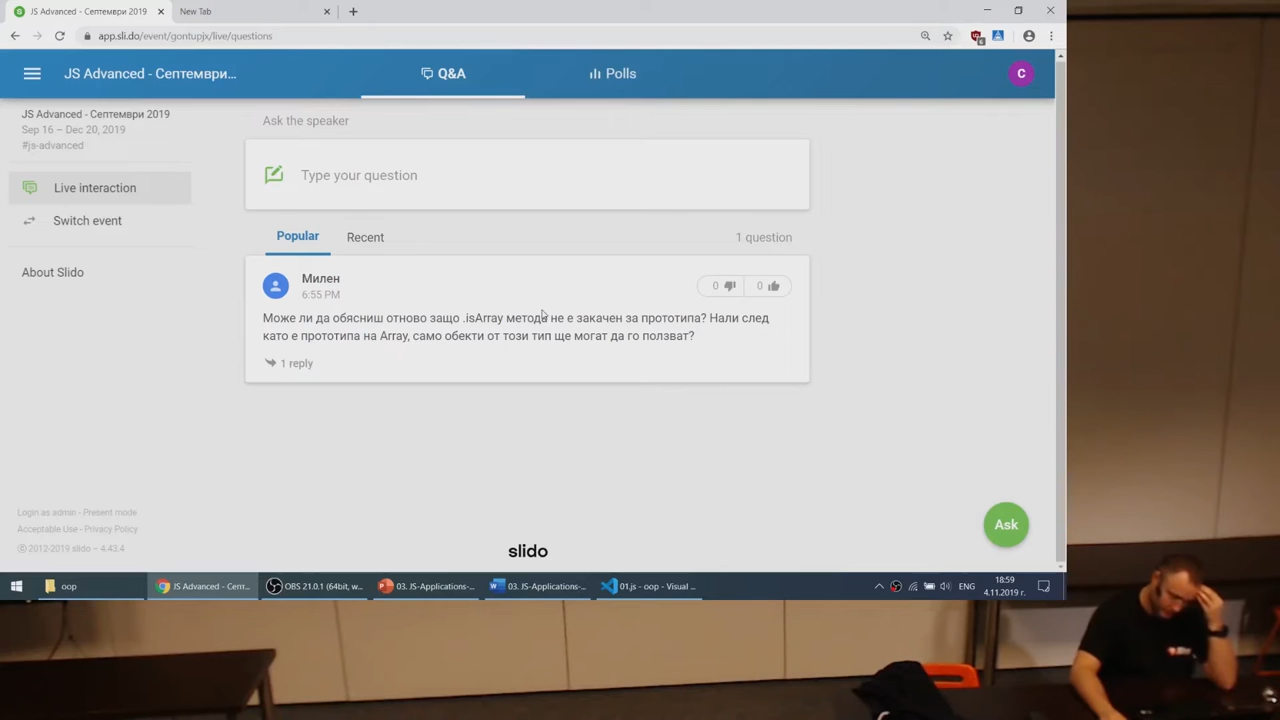 JS Advanced - Септември 2019
New Tab
app.sli.do/event/gontupjx/live/questions
JS Advanced - Септември...
Q&A
Polls
C
JS Advanced - Септември 2019
Sep 16 – Dec 20, 2019
#js-advanced
Live interaction
Switch event
About Slido
Ask the speaker
Type your question
Popular
Recent
1 question
Милен
6:55 PM
0
0
Може ли да обясниш отново защо .isArray метода не е закачен за прототипа? Нали след
като е прототипа на Array, само обекти от този тип ще могат да го ползват?
1 reply
Login as admin - Present mode
Acceptable Use - Privacy Policy
© 2012-2019 slido – 4.43.4
slido
Ask
oop
JS Advanced - Септ...
OBS 21.0.1 (64bit, w...
03. JS-Applications-...
03. JS-Applications-...
01.js - oop - Visual ...
ENG
18:59
4.11.2019 г.